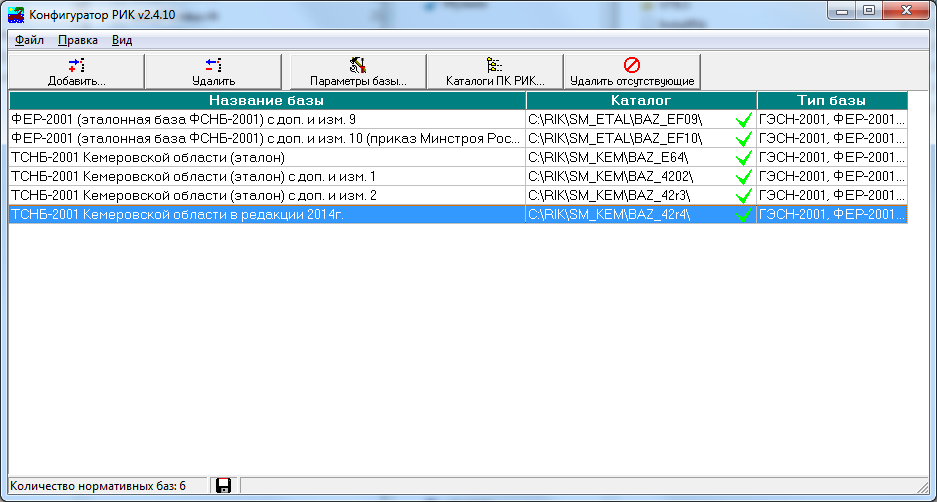 Конфигуратор РИК v2.4.10
Файл Правка Вид
Добавить... Удалить Параметры базы... Каталоги ПК РИК... Удалить отсутствующие
Название базы Каталог Тип базы
ФЕР-2001 (эталонная база ФСНБ-2001) с доп. и изм. 9 C:\RIK\SM_ETAL\BAZ_EF09\ ГЭСН-2001, ФЕР-2001...
ФЕР-2001 (эталонная база ФСНБ-2001) с доп. и изм. 10 (приказ Минстроя Рос... C:\RIK\SM_ETAL\BAZ_EF10\ ГЭСН-2001, ФЕР-2001...
ТСНБ-2001 Кемеровской области (эталон) C:\RIK\SM_KEM\BAZ_E64\ ГЭСН-2001, ФЕР-2001...
ТСНБ-2001 Кемеровской области (эталон) с доп. и изм. 1 C:\RIK\SM_KEM\BAZ_4202\ ГЭСН-2001, ФЕР-2001...
ТСНБ-2001 Кемеровской области (эталон) с доп. и изм. 2 C:\RIK\SM_KEM\BAZ_42r3\ ГЭСН-2001, ФЕР-2001...
ТСНБ-2001 Кемеровской области в редакции 2014г. C:\RIK\SM_KEM\BAZ_42r4\ ГЭСН-2001, ФЕР-2001...
Количество нормативных баз: 6